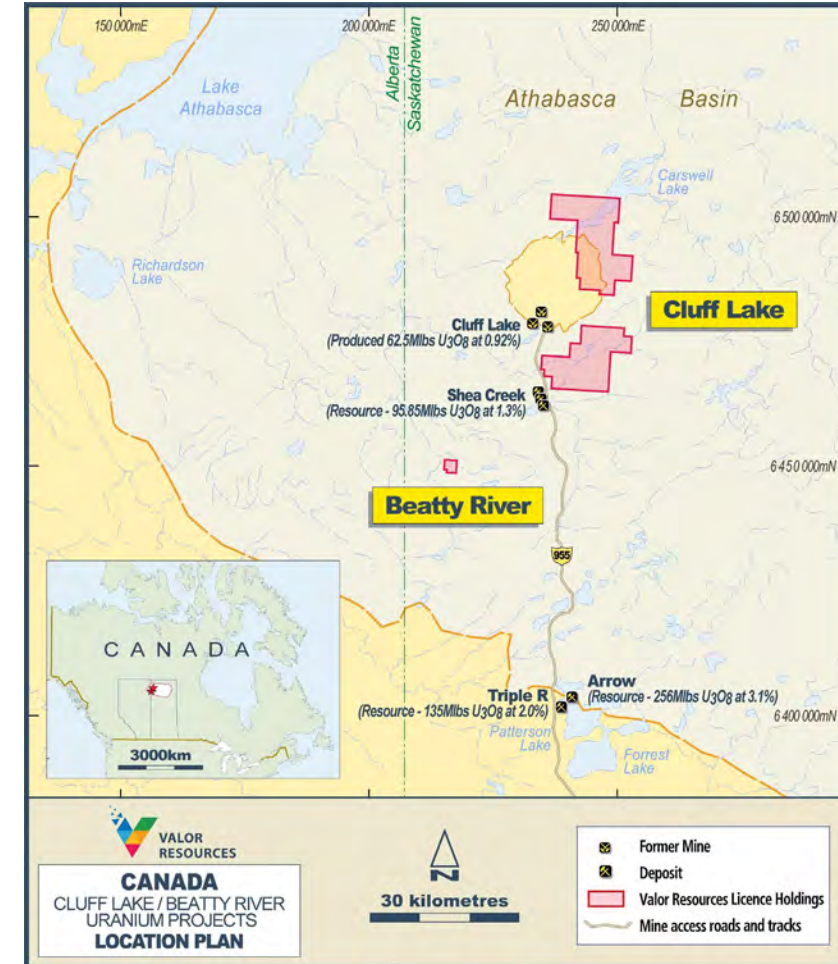 150 000mE
200 000mE
250 000mE
Lake
Athabasca
Alberta
Saskatchewan
Athabasca Basin
Carswell
Lake
6 500 000mN
Richardson
Lake
Cluff Lake
Cluff Lake
(Produced 62.5Mlbs U3O8 at 0.92%)
Shea Creek
(Resource - 95.85Mlbs U3O8 at 1.3%)
6 450 000mN
Beatty River
955
CANADA
3000km
Triple R
(Resource - 135Mlbs U3O8 at 2.0%)
Arrow
(Resource - 256Mlbs U3O8 at 3.1%)
6 400 000mN
Patterson
Lake
Forrest
Lake
VALOR
RESOURCES
CANADA
CLUFF LAKE / BEATTY RIVER
URANIUM PROJECTS
LOCATION PLAN
N
30 kilometres
Former Mine
Deposit
Valor Resources Licence Holdings
Mine access roads and tracks